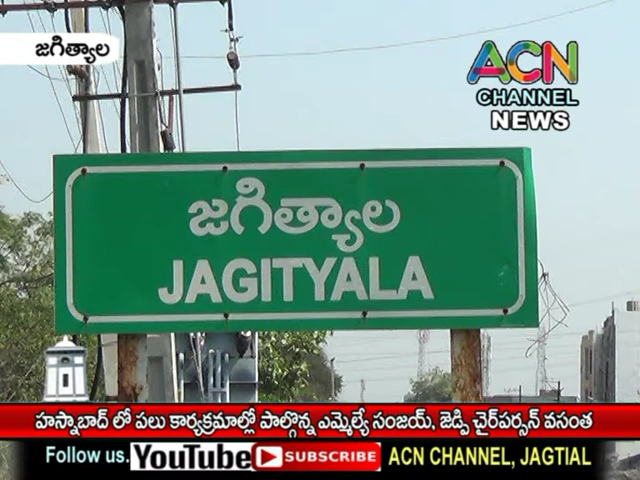 జగిత్యాల
ACN
CHANNEL
NEWS
జగిత్యాల
JAGITYALA
హస్నాబాద్ లో పలు కార్యక్రమాల్లో పాల్గొన్న ఎమ్మెల్యే సంజయ్, జెడ్పి చైర్‌పర్సన్ వసంత
Follow us. YouTube SUBSCRIBE ACN CHANNEL, JAGTIAL